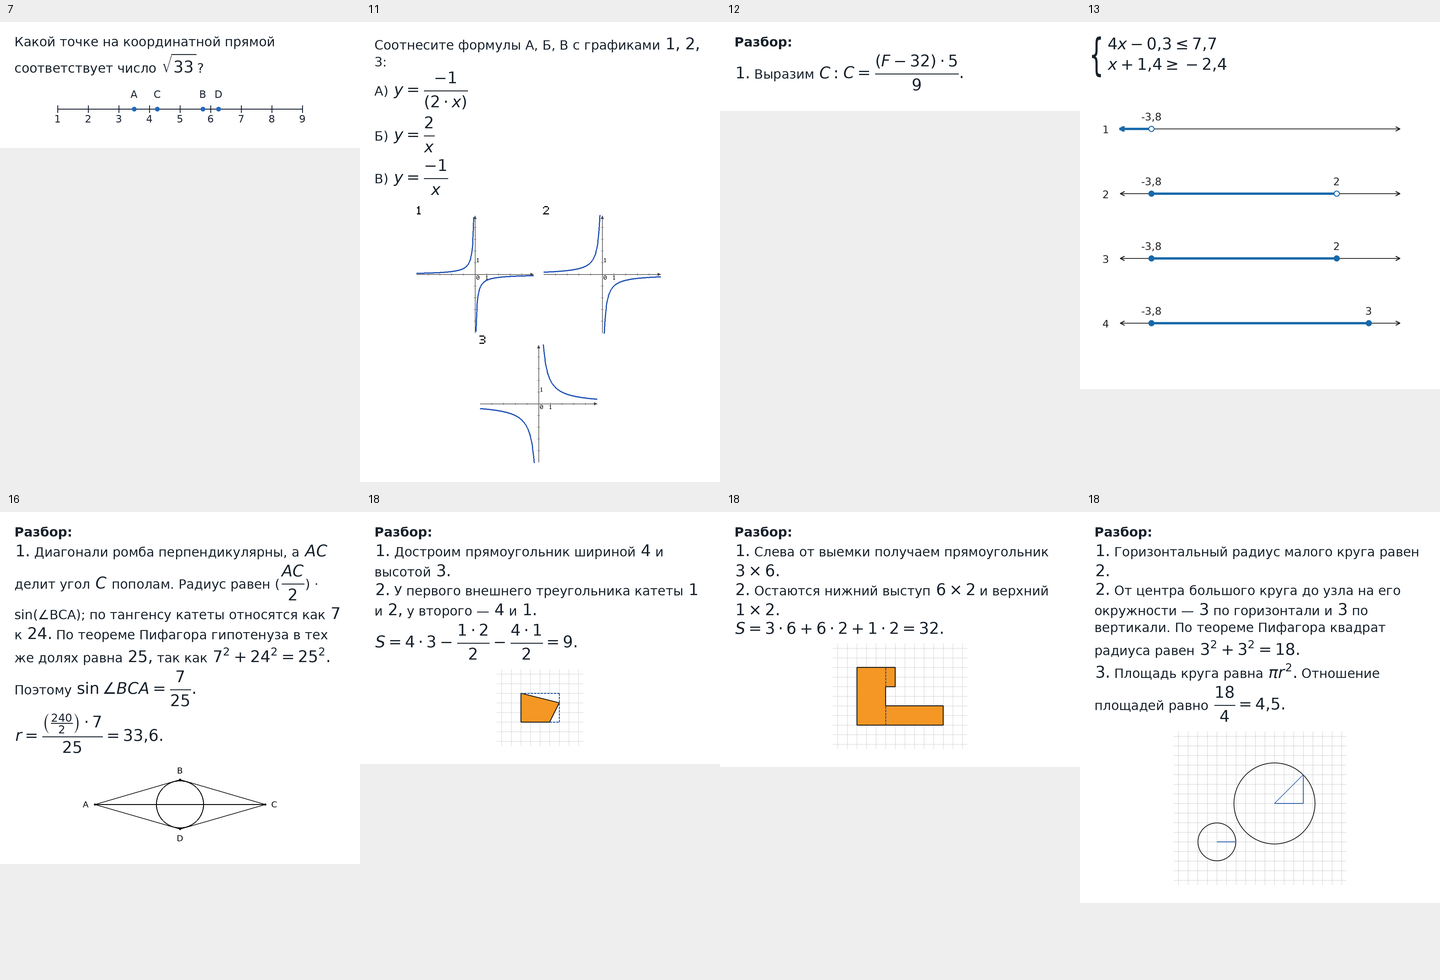 7
Какой точке на координатной прямой
соответствует число √33 ?
A C B D
1 2 3 4 5 6 7 8 9
11
Соотнесите формулы А, Б, В с графиками 1, 2,
3:
А) y = −1/(2 · x)
Б) y = 2/x
В) y = −1/x
1 2
1 1
0 1 0 1
3
1
0 1
12
Разбор:
1. Выразим C : C = (F − 32) · 5/9.
13
{ 4x − 0,3 ≤ 7,7
x + 1,4 ≥ − 2,4
-3,8
1
-3,8 2
2
-3,8 2
3
-3,8 3
4
16
Разбор:
1. Диагонали ромба перпендикулярны, а AC
делит угол C пополам. Радиус равен (AC/2) ·
sin(∠BCA); по тангенсу катеты относятся как 7
к 24. По теореме Пифагора гипотенуза в тех
же долях равна 25, так как 7² + 24² = 25².
Поэтому sin ∠BCA = 7/25.
r = (240/2) · 7/25 = 33,6.
B
A C
D
18
Разбор:
1. Достроим прямоугольник шириной 4 и
высотой 3.
2. У первого внешнего треугольника катеты 1
и 2, у второго — 4 и 1.
S = 4 · 3 − 1 · 2/2 − 4 · 1/2 = 9.
18
Разбор:
1. Слева от выемки получаем прямоугольник
3 × 6.
2. Остаются нижний выступ 6 × 2 и верхний
1 × 2.
S = 3 · 6 + 6 · 2 + 1 · 2 = 32.
18
Разбор:
1. Горизонтальный радиус малого круга равен
2.
2. От центра большого круга до узла на его
окружности — 3 по горизонтали и 3 по
вертикали. По теореме Пифагора квадрат
радиуса равен 3² + 3² = 18.
3. Площадь круга равна πr². Отношение
площадей равно 18/4 = 4,5.